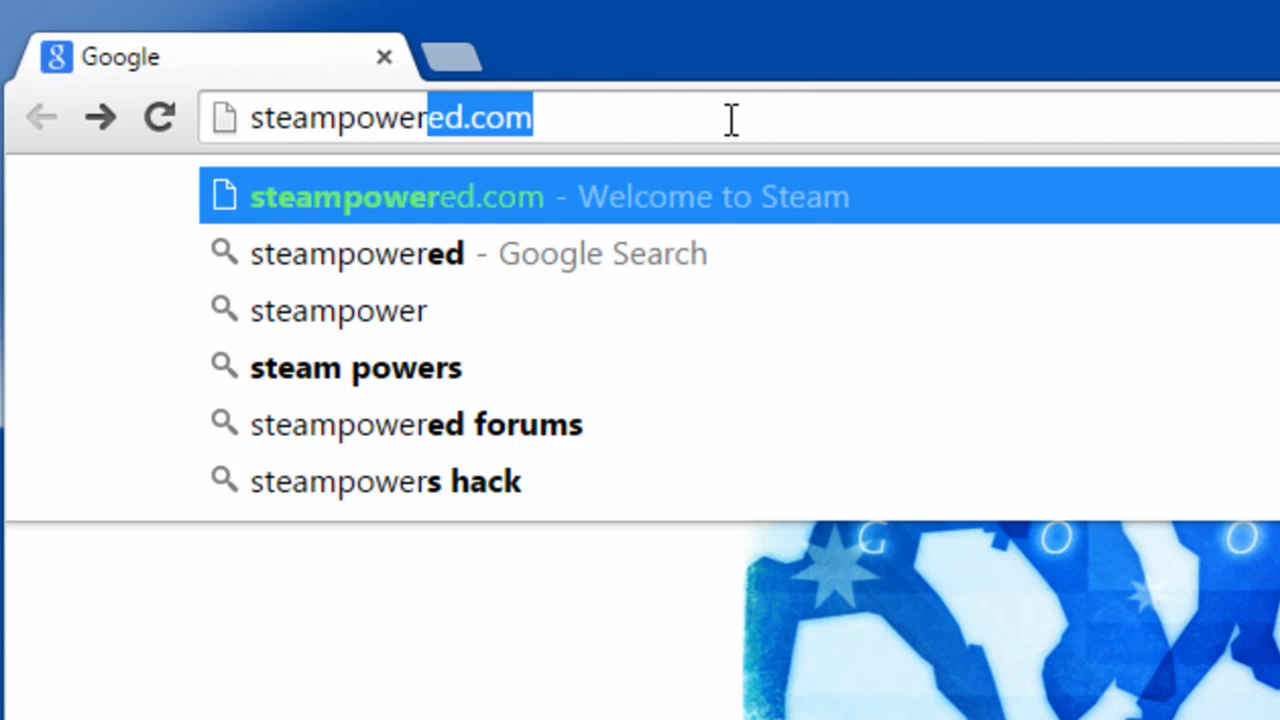 Google
steampowered.com
steampowered.com - Welcome to Steam
steampowered - Google Search
steampower
steam powers
steampowered forums
steampowers hack
G O O